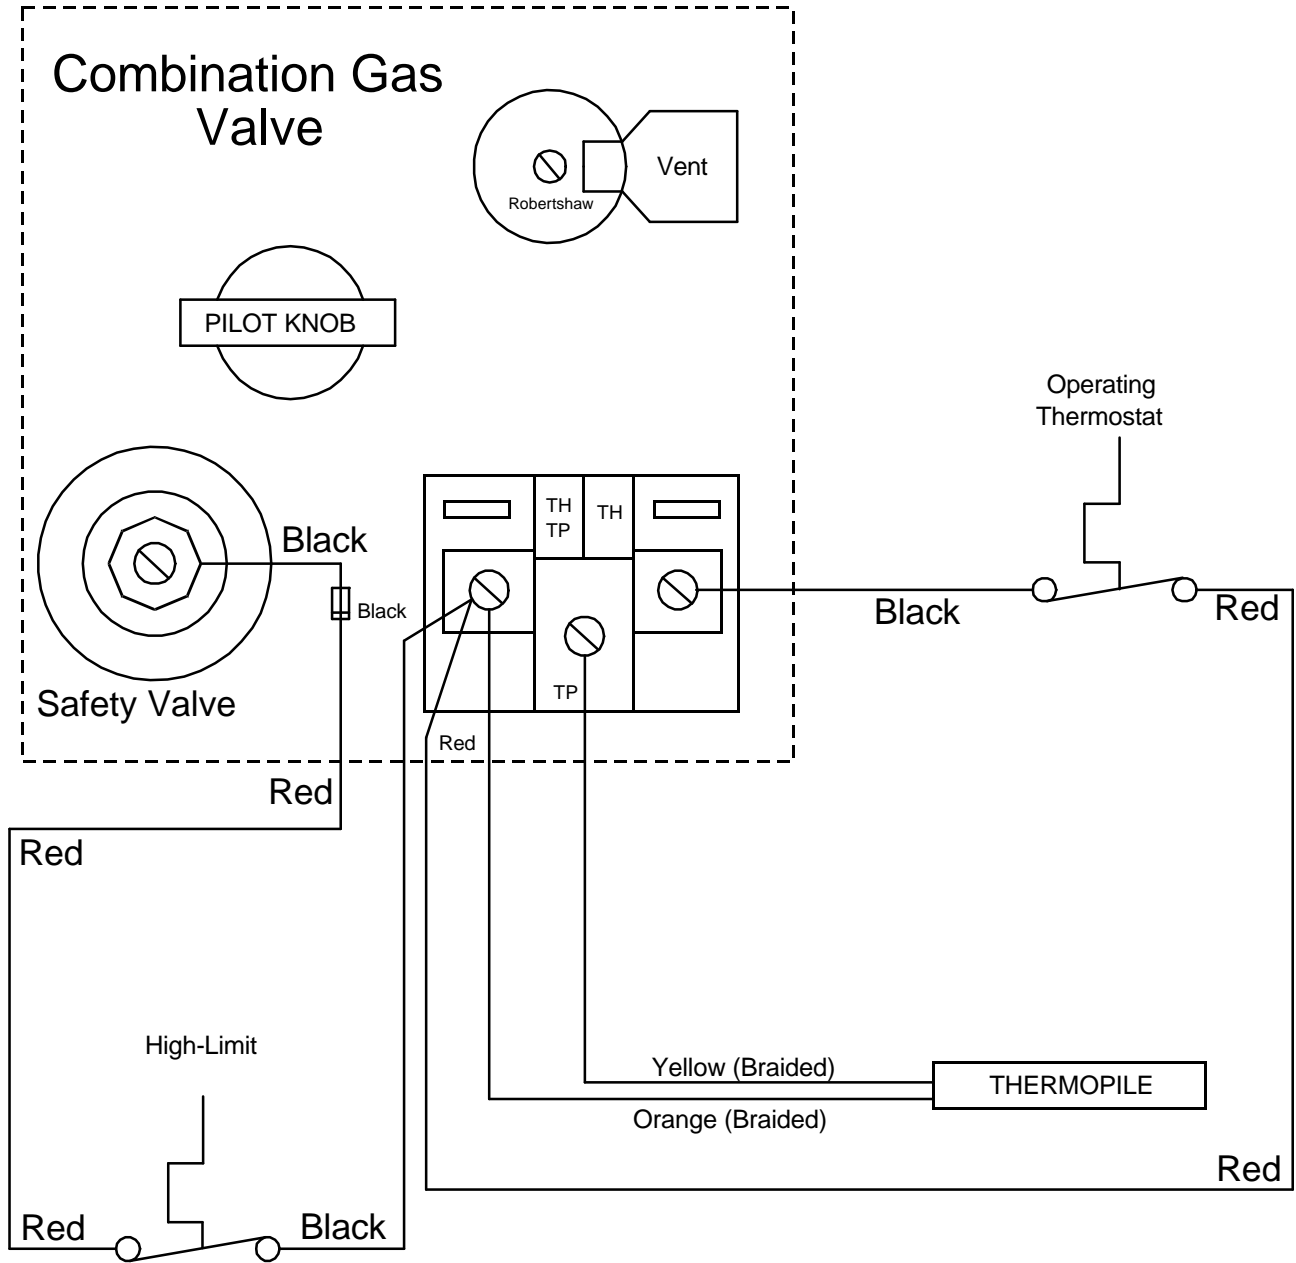 Combination Gas
Valve
Vent
Robertshaw
PILOT KNOB
Operating
Thermostat
TH
TP
TH
Black
Black
Black
Red
TP
Safety Valve
Red
Red
Red
High-Limit
Yellow (Braided)
THERMOPILE
Orange (Braided)
Red
Red
Black